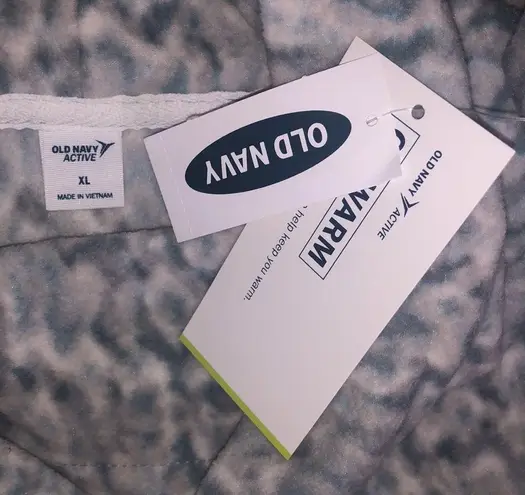 OLD NAVY
ACTIVE
XL
MADE IN VIETNAM
OLD NAVY
OLD NAVY ACTIVE
WARM
help keep you warm.